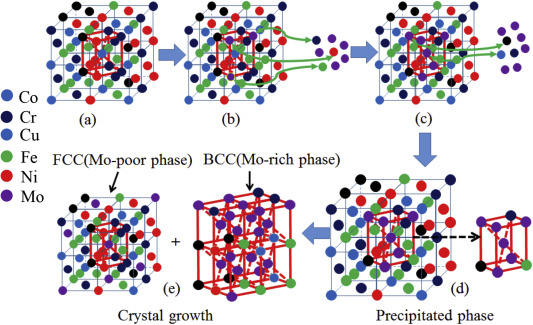 (a)
(b)
(c)
Co
Cr
Cu
Fe
Ni
Mo
FCC(Mo-poor phase)
BCC(Mo-rich phase)
+
(e)
(d)
Crystal growth
Precipitated phase